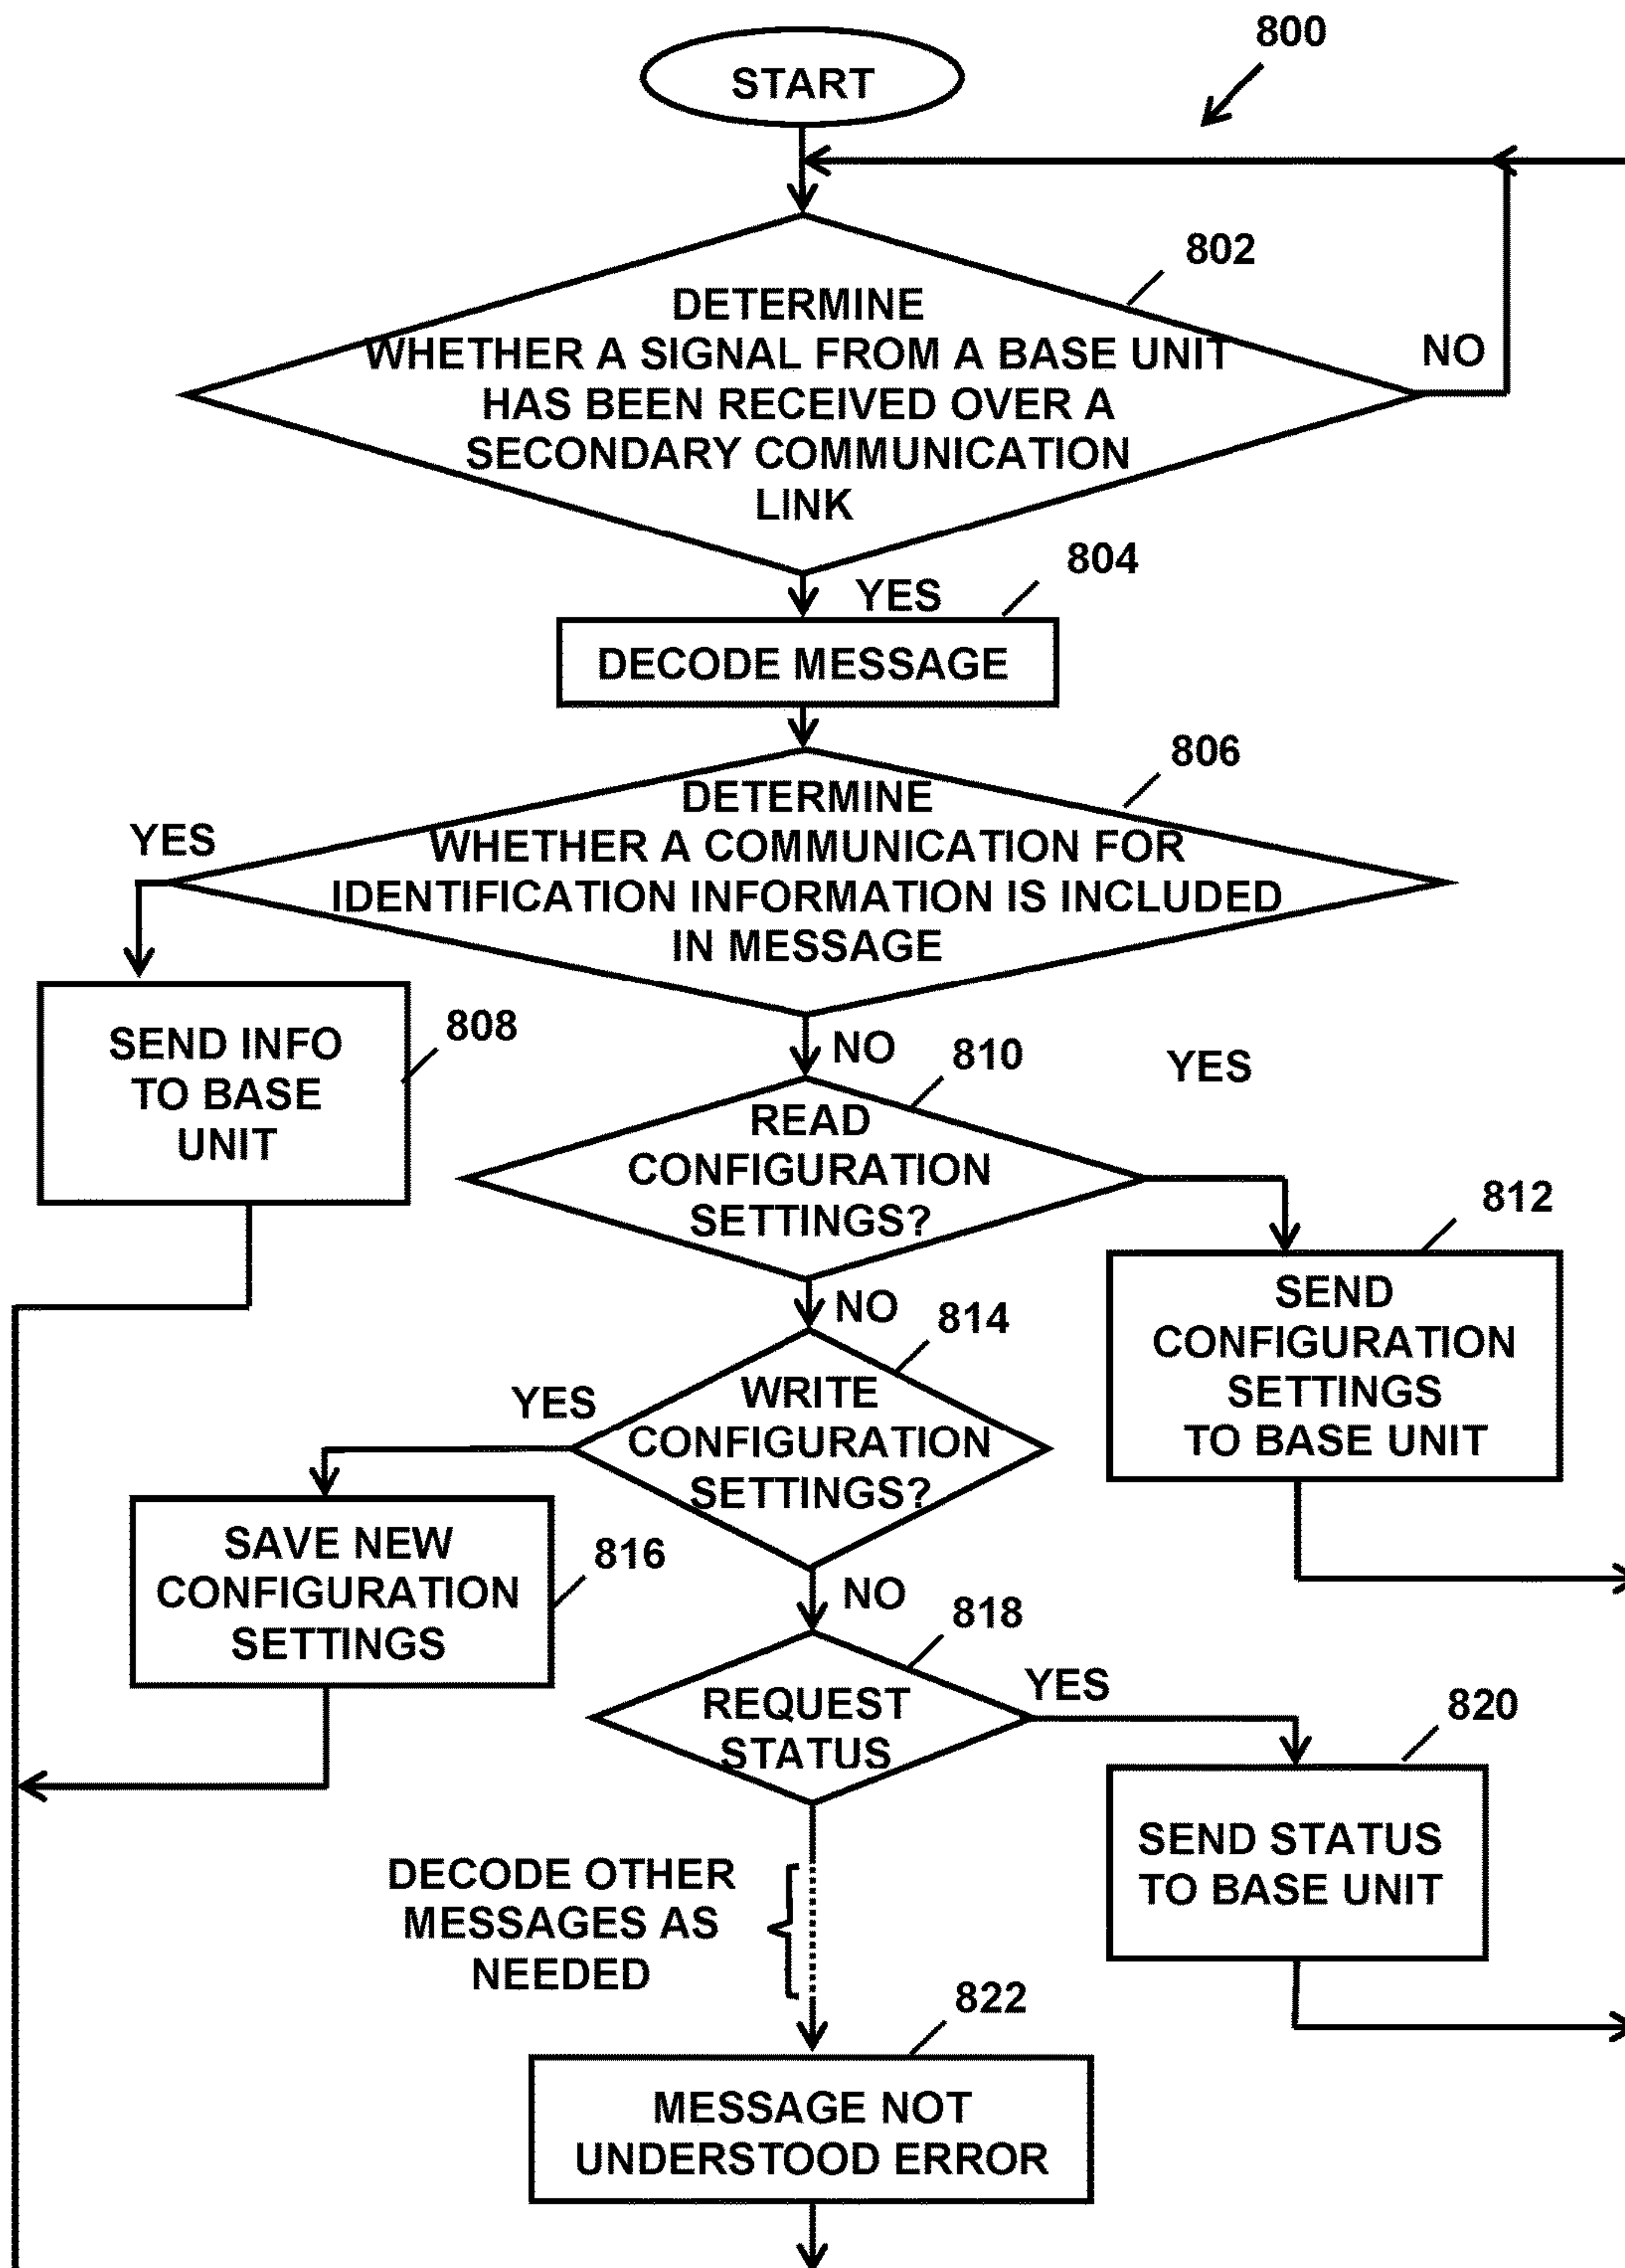 800
START
802
DETERMINE
WHETHER A SIGNAL FROM A BASE UNIT
HAS BEEN RECEIVED OVER A
SECONDARY COMMUNICATION
LINK
NO
804
YES
DECODE MESSAGE
806
DETERMINE
WHETHER A COMMUNICATION FOR
IDENTIFICATION INFORMATION IS INCLUDED
IN MESSAGE
YES
808
SEND INFO
TO BASE
UNIT
NO
810
YES
READ
CONFIGURATION
SETTINGS?
812
SEND
CONFIGURATION
SETTINGS
TO BASE UNIT
NO
814
YES
WRITE
CONFIGURATION
SETTINGS?
SAVE NEW
CONFIGURATION
SETTINGS
816
NO
818
YES
REQUEST
STATUS
820
SEND STATUS
TO BASE UNIT
DECODE OTHER
MESSAGES AS
NEEDED
822
MESSAGE NOT
UNDERSTOOD ERROR